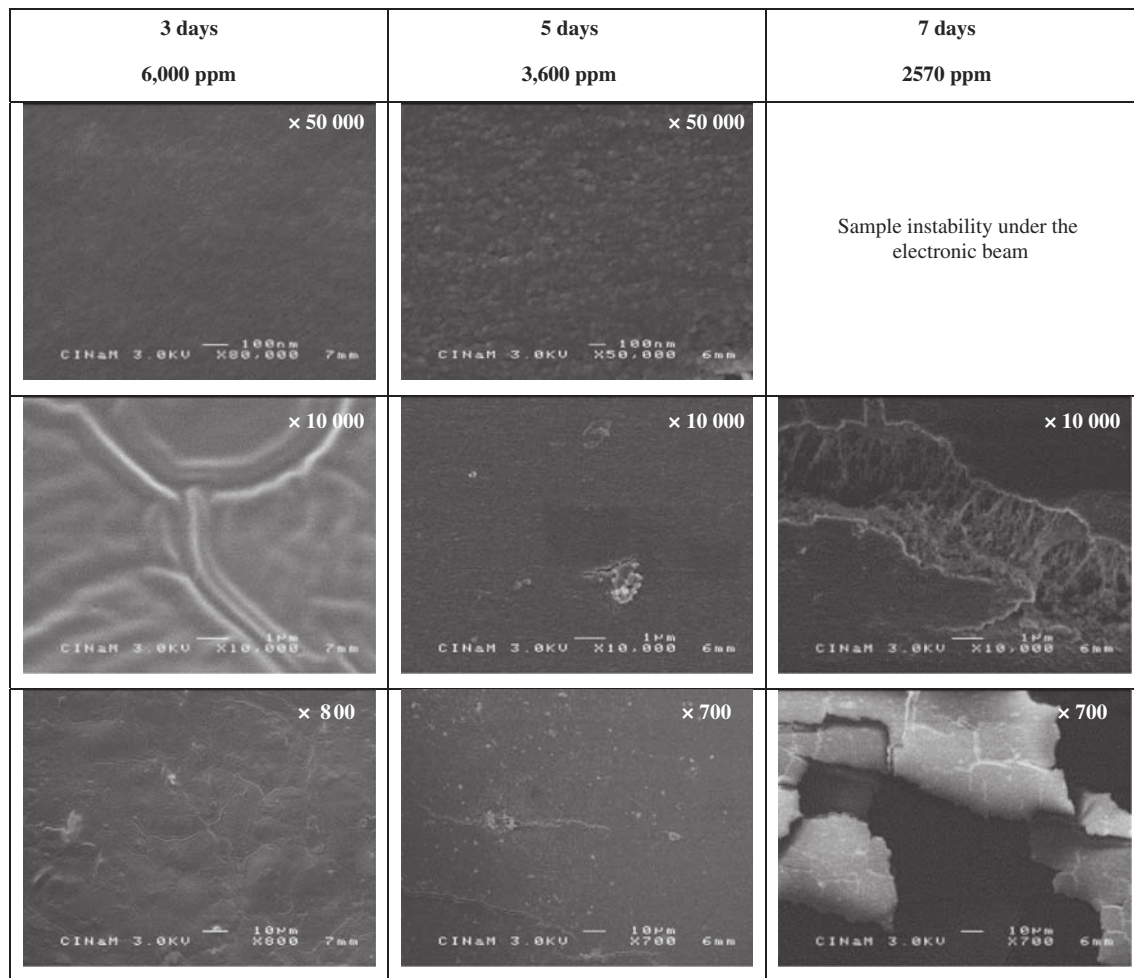 3 days
6,000 ppm
5 days
3,600 ppm
7 days
2570 ppm
× 50 000
100nm
CINaM 3.0KV X80,000 7mm
× 50 000
100nm
CINaM 3.0KV X50,000 6mm
Sample instability under the
electronic beam
× 10 000
1µm
CINaM 3.0KV X10,000 7mm
× 10 000
1µm
CINaM 3.0KV X10,000 6mm
× 10 000
1µm
CINaM 3.0KV X10,000 6mm
× 800
10µm
CINaM 3.0KV X800 7mm
× 700
10µm
CINaM 3.0KV X700 6mm
× 700
10µm
CINaM 3.0KV X700 6mm